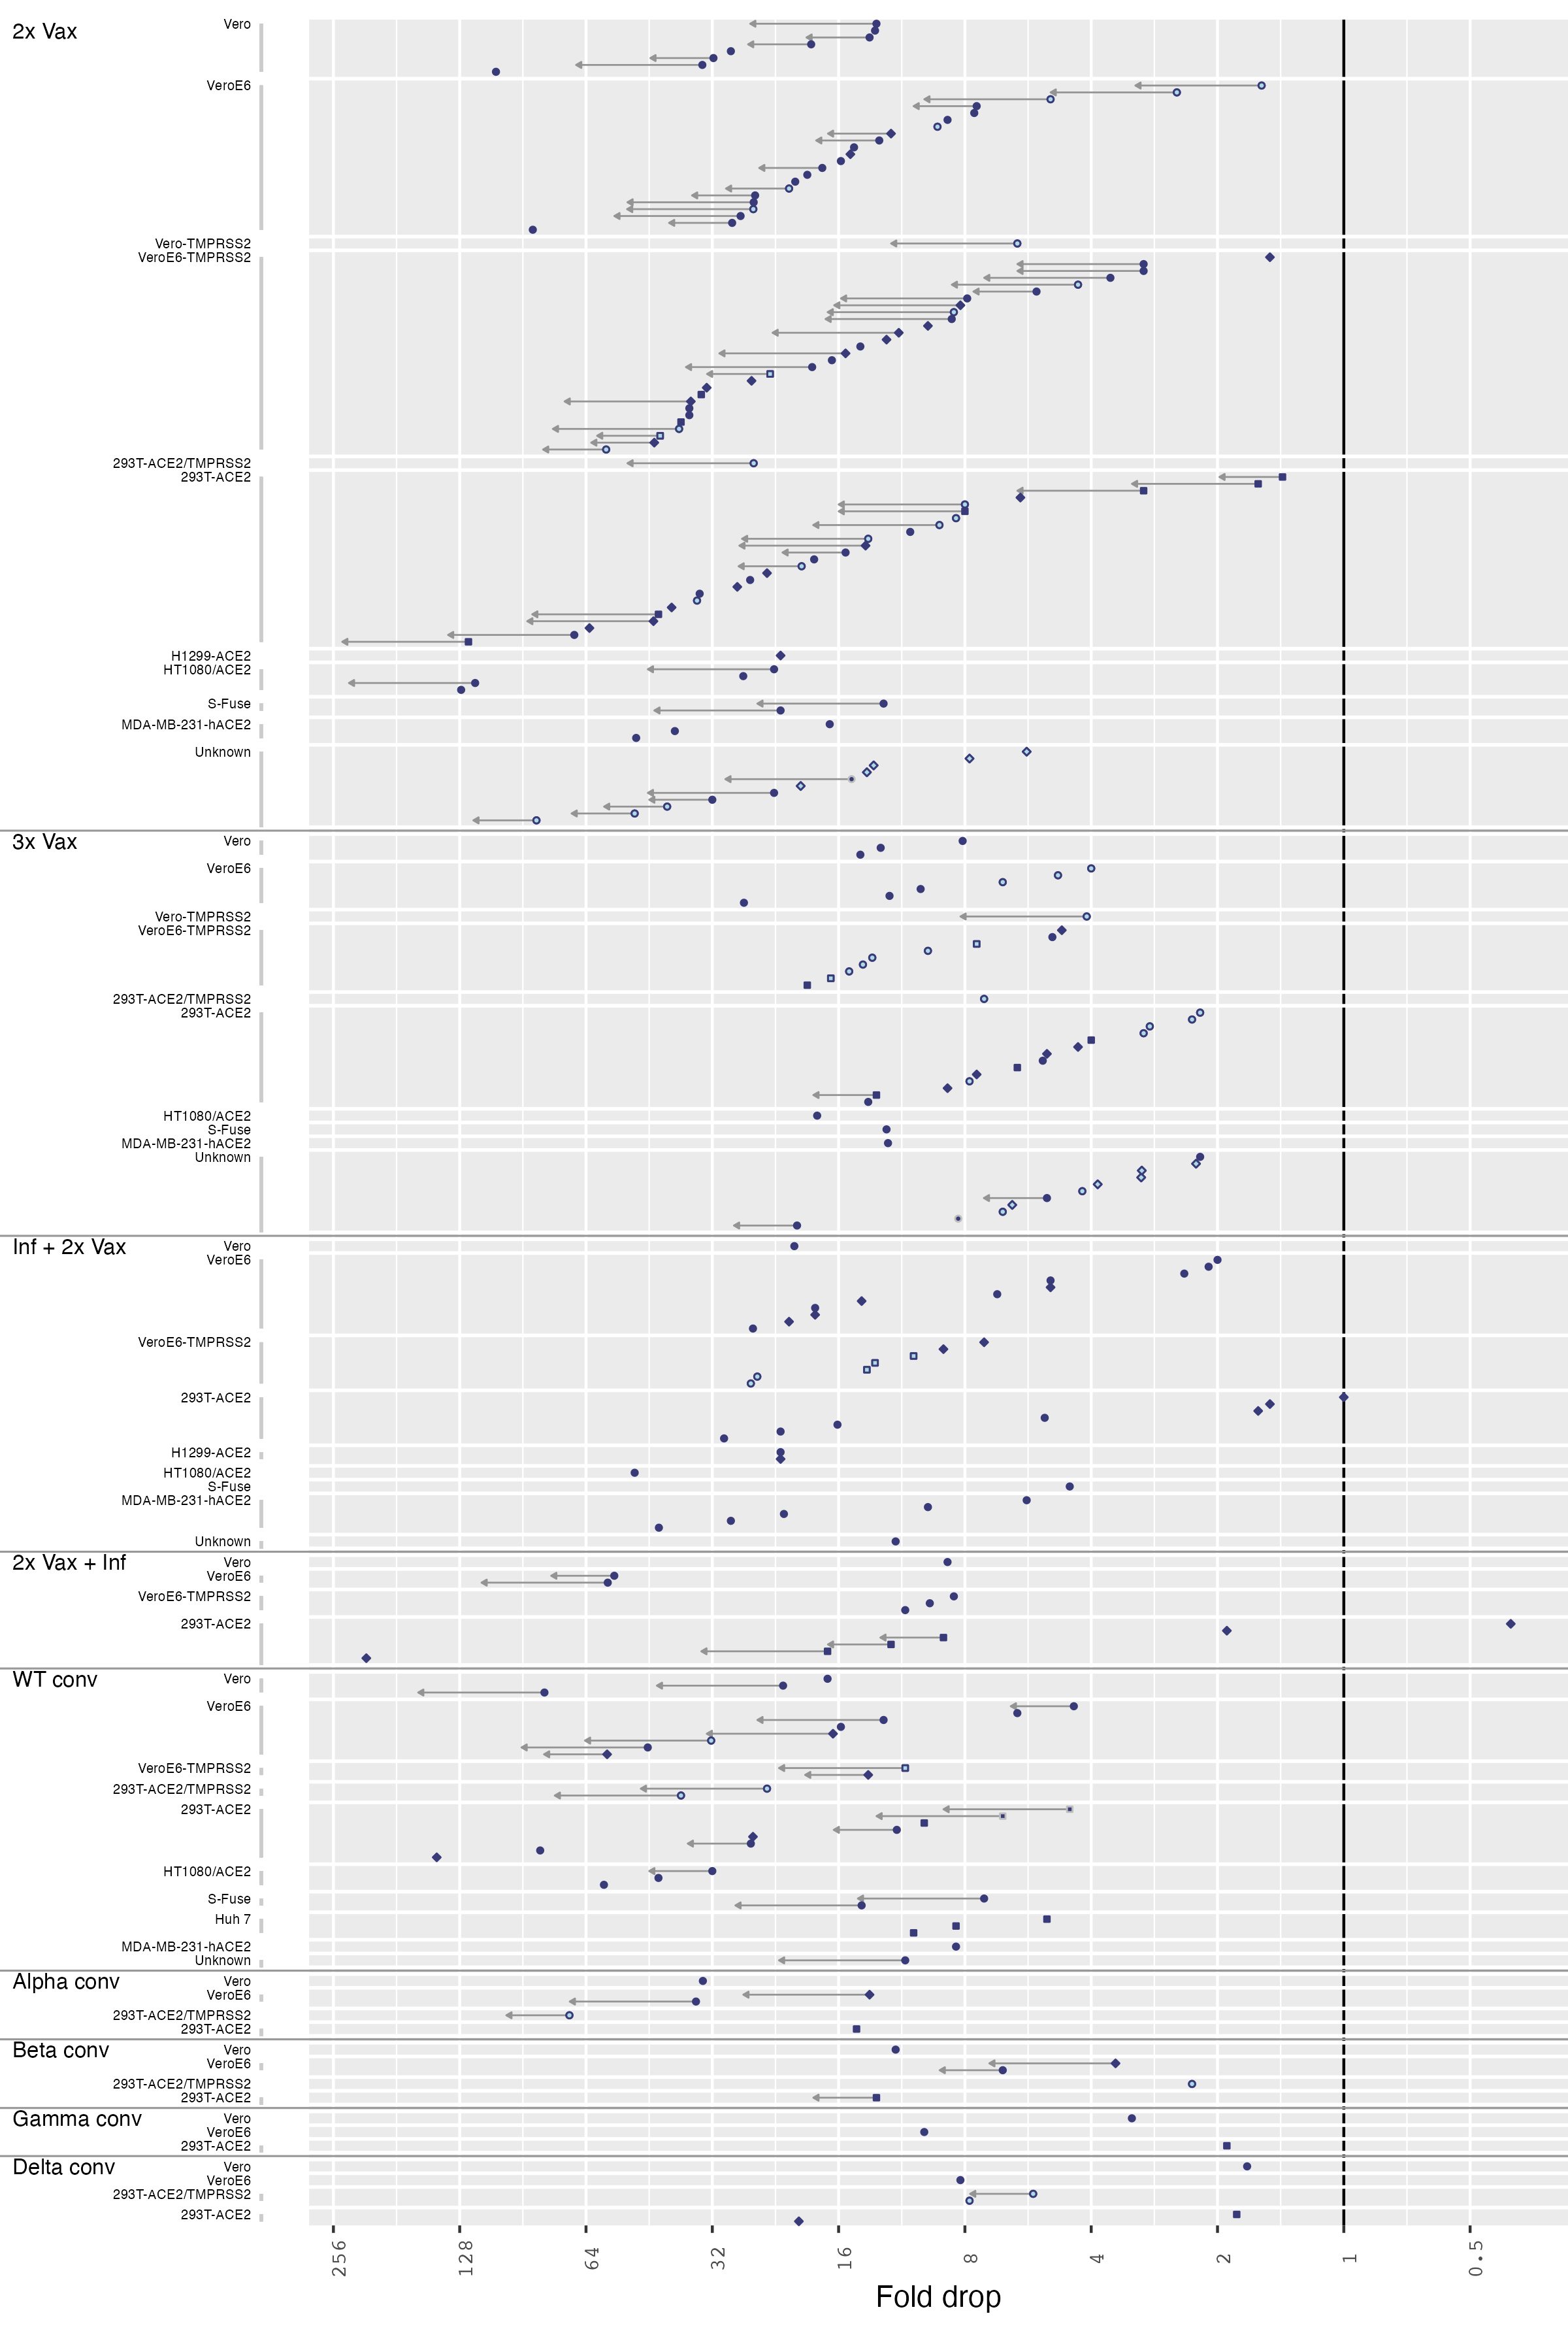 2x Vax
Vero
VeroE6
Vero-TMPRSS2
VeroE6-TMPRSS2
293T-ACE2/TMPRSS2
293T-ACE2
H1299-ACE2
HT1080/ACE2
S-Fuse
MDA-MB-231-hACE2
Unknown
3x Vax
Vero
VeroE6
Vero-TMPRSS2
VeroE6-TMPRSS2
293T-ACE2/TMPRSS2
293T-ACE2
HT1080/ACE2
S-Fuse
MDA-MB-231-hACE2
Unknown
Inf + 2x Vax
Vero
VeroE6
VeroE6-TMPRSS2
293T-ACE2
H1299-ACE2
HT1080/ACE2
S-Fuse
MDA-MB-231-hACE2
Unknown
2x Vax + Inf
Vero
VeroE6
VeroE6-TMPRSS2
293T-ACE2
WT conv
Vero
VeroE6
VeroE6-TMPRSS2
293T-ACE2/TMPRSS2
293T-ACE2
HT1080/ACE2
S-Fuse
Huh 7
MDA-MB-231-hACE2
Unknown
Alpha conv
Vero
VeroE6
293T-ACE2/TMPRSS2
293T-ACE2
Beta conv
Vero
VeroE6
293T-ACE2/TMPRSS2
293T-ACE2
Gamma conv
Vero
VeroE6
293T-ACE2
Delta conv
Vero
VeroE6
293T-ACE2/TMPRSS2
293T-ACE2
256
128
64
32
16
8
4
2
1
0.5
Fold drop